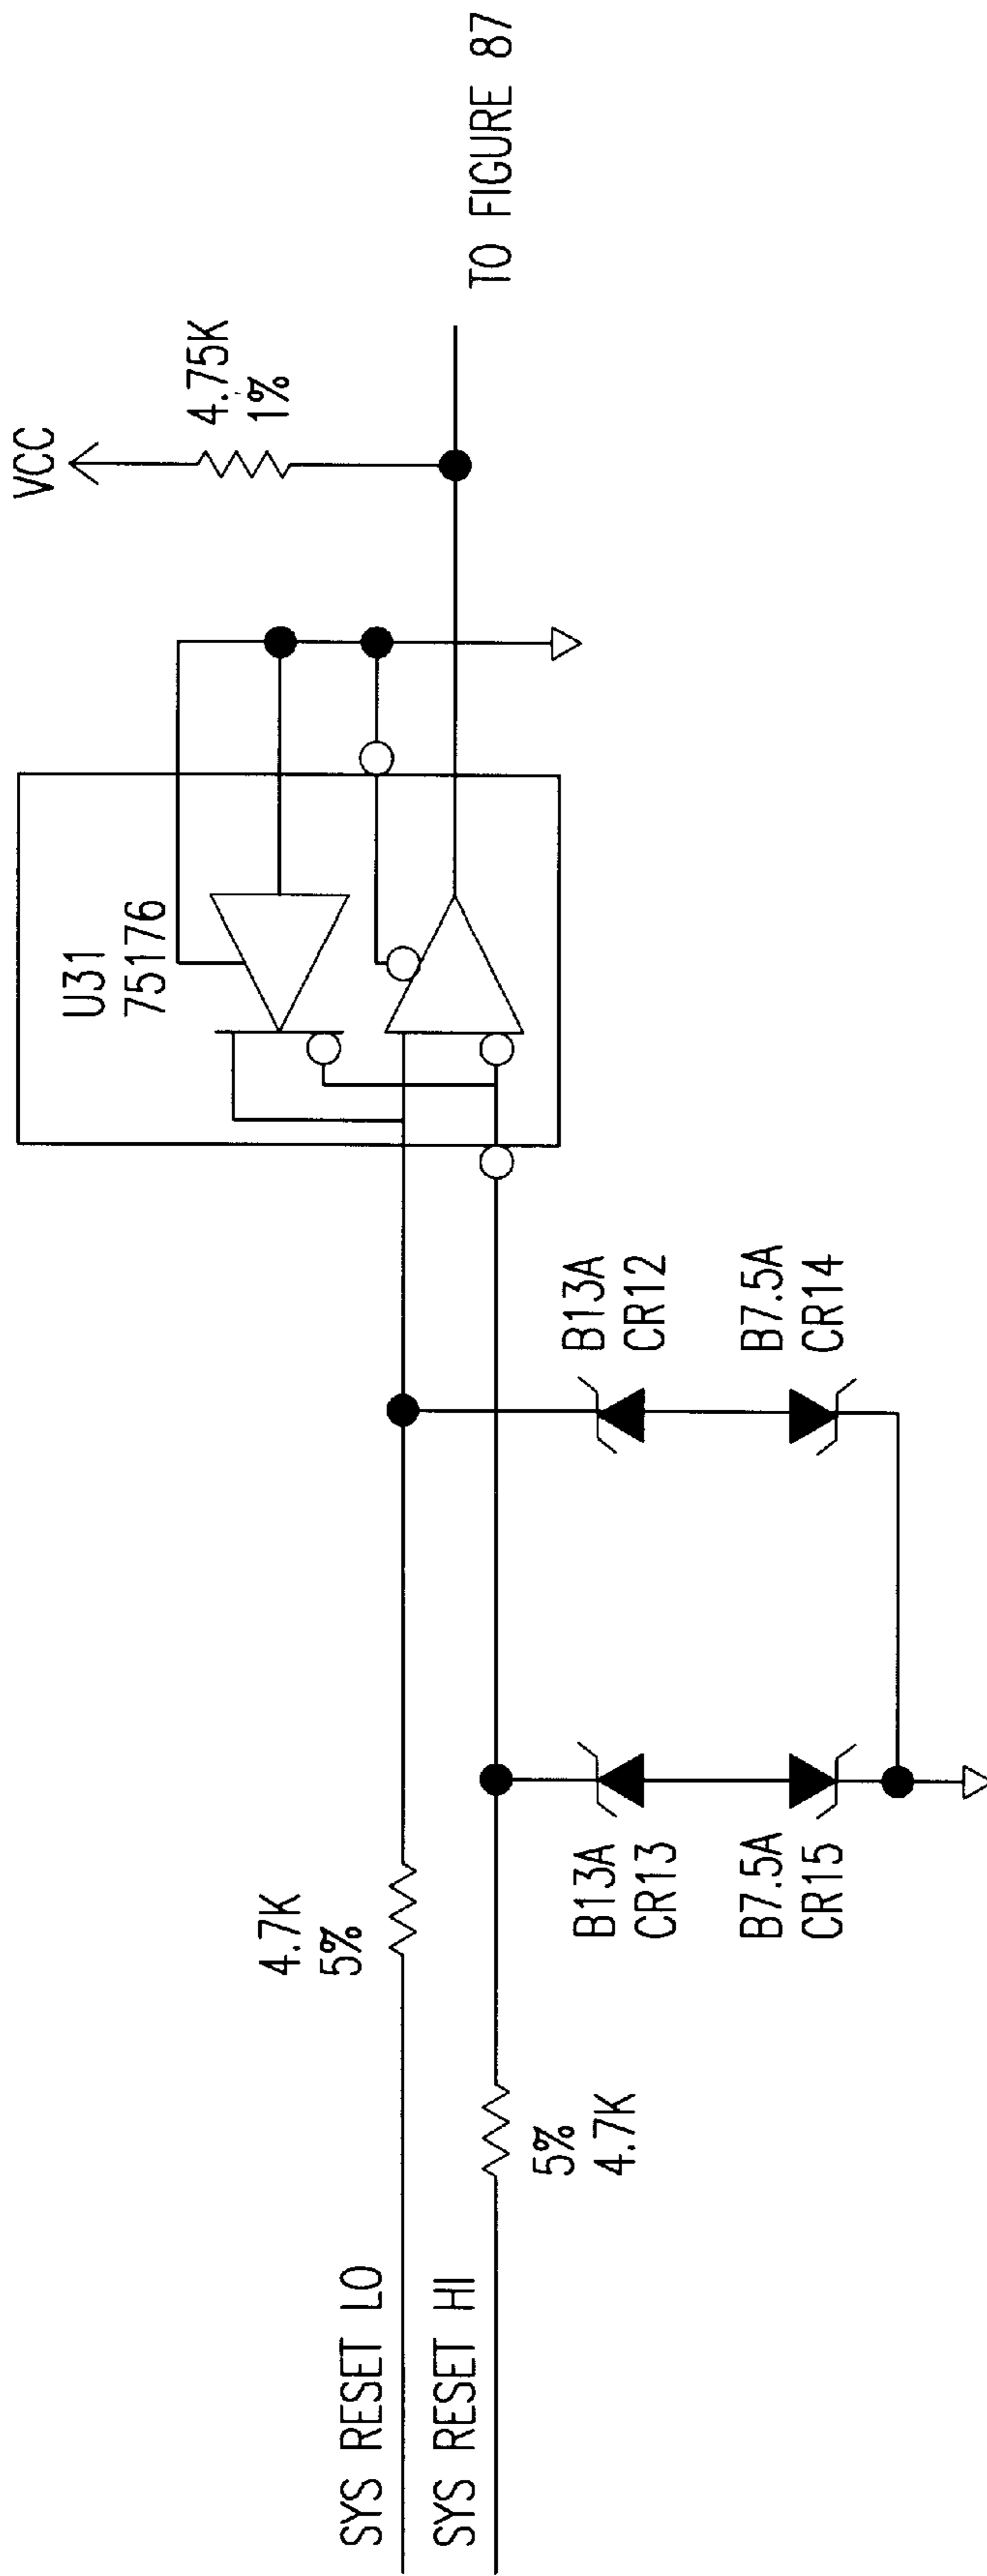 SYS RESET LO
SYS RESET HI
4.7K
5%
5%
4.7K
B13A
CR13
B7.5A
CR15
B13A
CR12
B7.5A
CR14
U31
75176
VCC
4.75K
1%
TO FIGURE 87